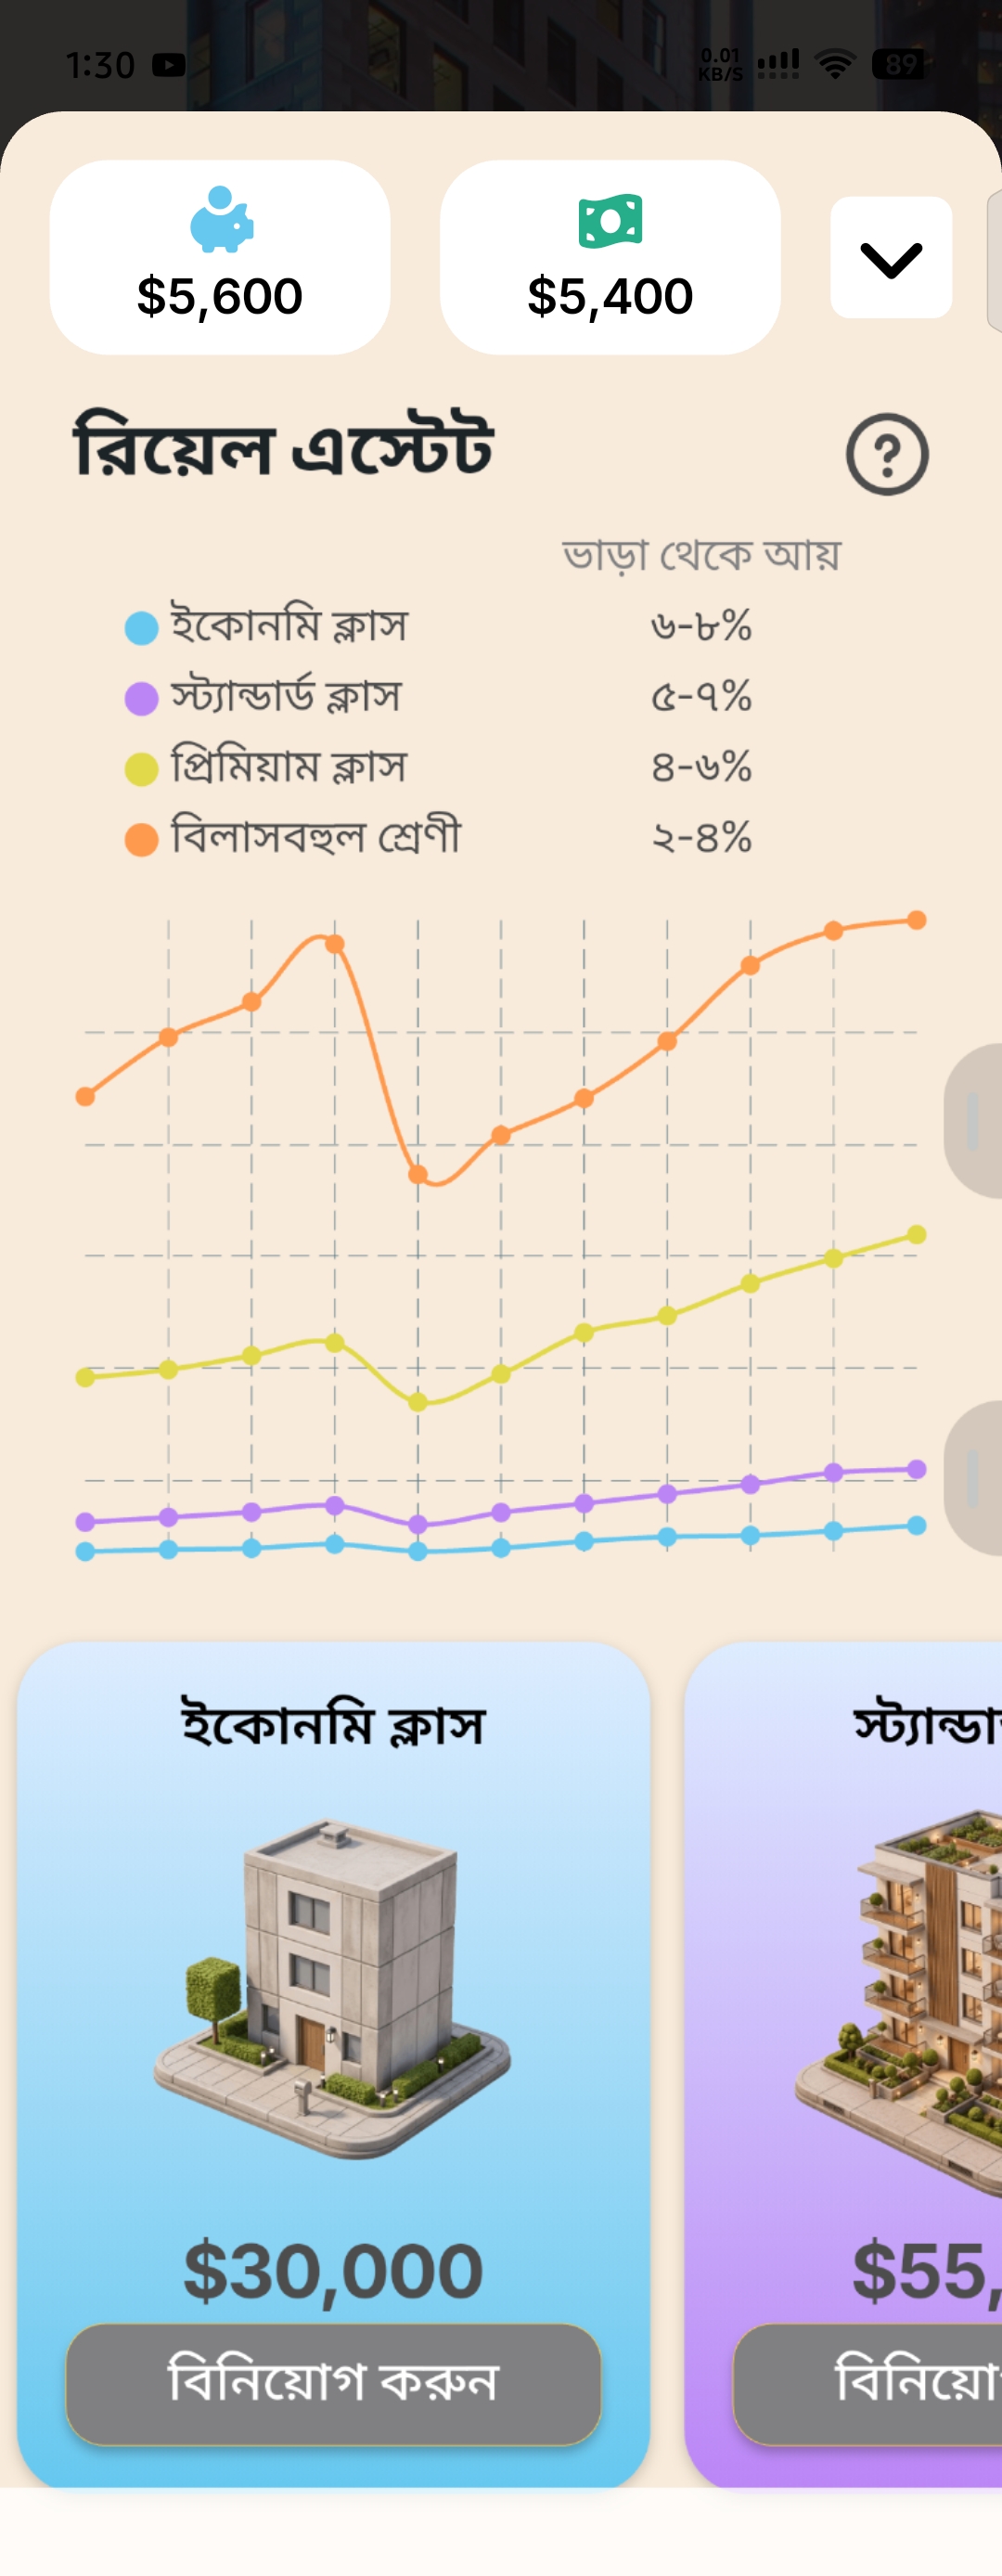 1:30
0.01
KB/S
89
$5,600
$5,400
রিয়েল এস্টেট
ভাড়া থেকে আয়
ইকোনমি ক্লাস ৬-৮%
স্ট্যান্ডার্ড ক্লাস ৫-৭%
প্রিমিয়াম ক্লাস ৪-৬%
বিলাসবহুল শ্রেণী ২-৪%
ইকোনমি ক্লাস
$30,000
বিনিয়োগ করুন
$55,